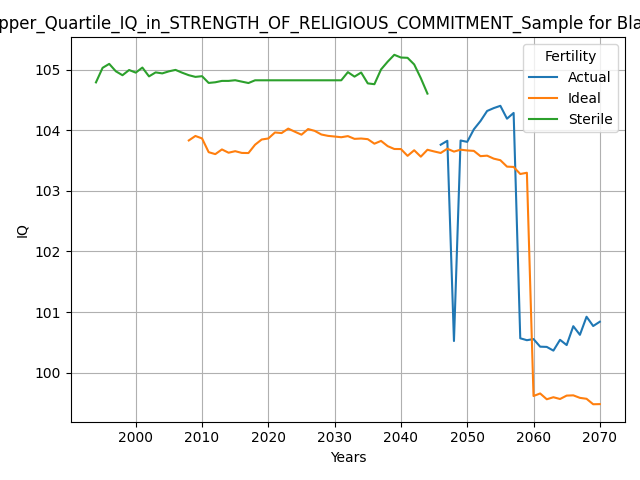 pper_Quartile_IQ_in_STRENGTH_OF_RELIGIOUS_COMMITMENT_Sample for Bla
Fertility
Actual
Ideal
Sterile
105
104
103
102
101
100
IQ
2000 2010 2020 2030 2040 2050 2060 2070
Years